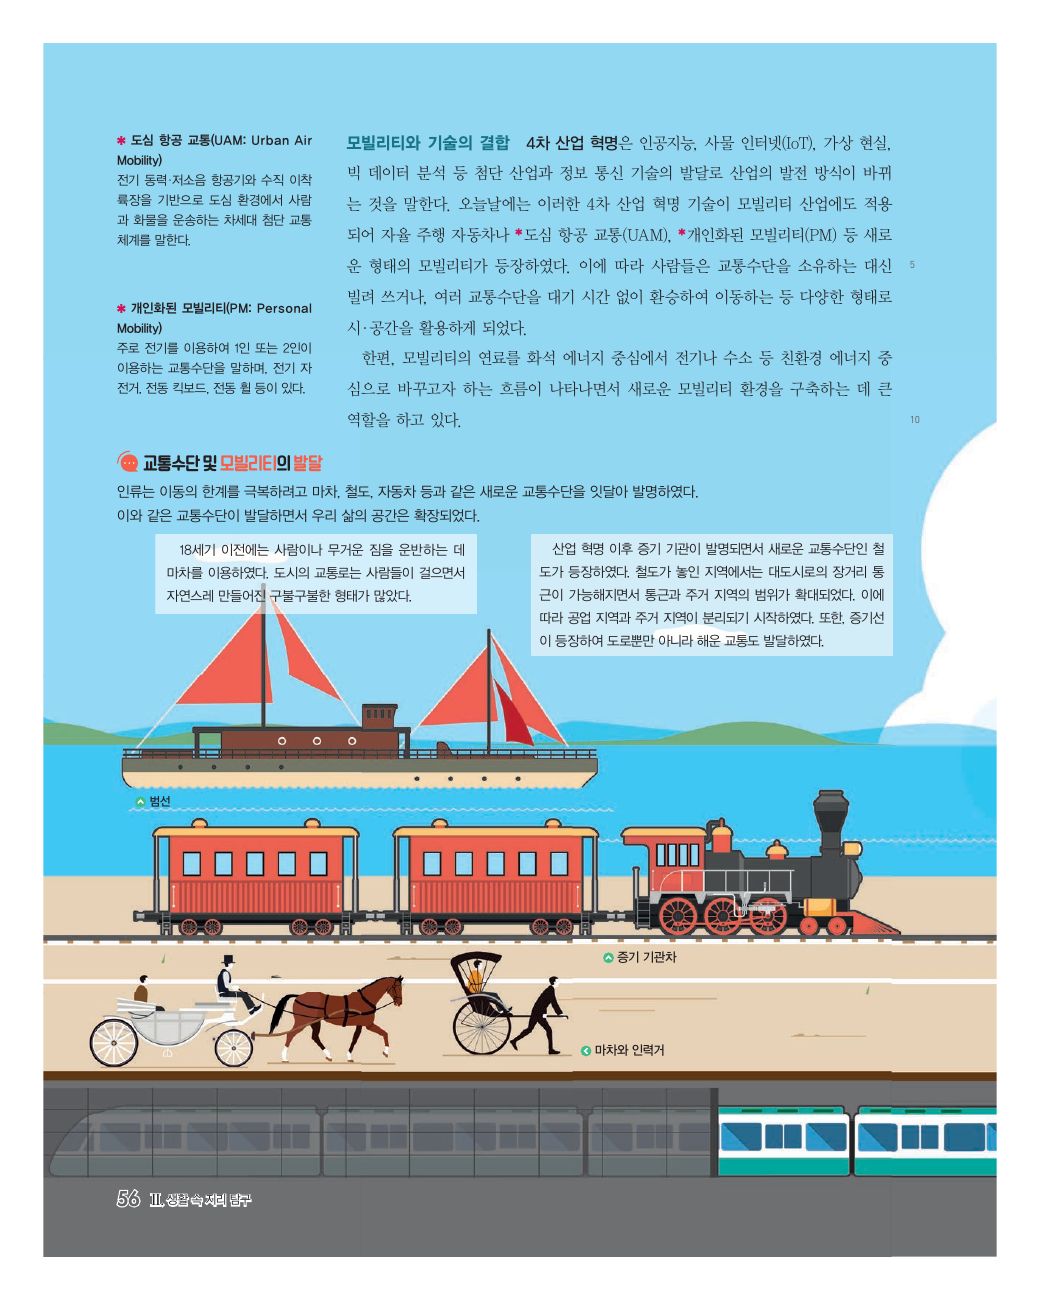 * 도심 항공 교통(UAM: Urban Air
Mobility)
전기 동력·저소음 항공기와 수직 이착
륙장을 기반으로 도심 환경에서 사람
과 화물을 운송하는 차세대 첨단 교통
체계를 말한다.
* 개인화된 모빌리티(PM: Personal
Mobility)
주로 전기를 이용하여 1인 또는 2인이
이용하는 교통수단을 말하며, 전기 자
전거, 전동 킥보드, 전동 휠 등이 있다.
모빌리티와 기술의 결합 4차 산업 혁명은 인공지능, 사물 인터넷(IoT), 가상 현실,
빅 데이터 분석 등 첨단 산업과 정보 통신 기술의 발달로 산업의 발전 방식이 바뀌
는 것을 말한다. 오늘날에는 이러한 4차 산업 혁명 기술이 모빌리티 산업에도 적용
되어 자율 주행 자동차나 *도심 항공 교통(UAM), *개인화된 모빌리티(PM) 등 새로
운 형태의 모빌리티가 등장하였다. 이에 따라 사람들은 교통수단을 소유하는 대신 5
빌려 쓰거나, 여러 교통수단을 대기 시간 없이 환승하여 이동하는 등 다양한 형태로
시·공간을 활용하게 되었다.
한편, 모빌리티의 연료를 화석 에너지 중심에서 전기나 수소 등 친환경 에너지 중
심으로 바꾸고자 하는 흐름이 나타나면서 새로운 모빌리티 환경을 구축하는 데 큰
역할을 하고 있다. 10
교통수단 및 모빌리티의 발달
인류는 이동의 한계를 극복하려고 마차, 철도, 자동차 등과 같은 새로운 교통수단을 잇달아 발명하였다.
이와 같은 교통수단이 발달하면서 우리 삶의 공간은 확장되었다.
18세기 이전에는 사람이나 무거운 짐을 운반하는 데
마차를 이용하였다. 도시의 교통로는 사람들이 걸으면서
자연스레 만들어진 구불구불한 형태가 많았다.
산업 혁명 이후 증기 기관이 발명되면서 새로운 교통수단인 철
도가 등장하였다. 철도가 놓인 지역에서는 대도시로의 장거리 통
근이 가능해지면서 통근과 주거 지역의 범위가 확대되었다. 이에
따라 공업 지역과 주거 지역이 분리되기 시작하였다. 또한, 증기선
이 등장하여 도로뿐만 아니라 해운 교통도 발달하였다.
범선
증기 기관차
마차와 인력거
56 Ⅱ. 생활 속 지리 탐구